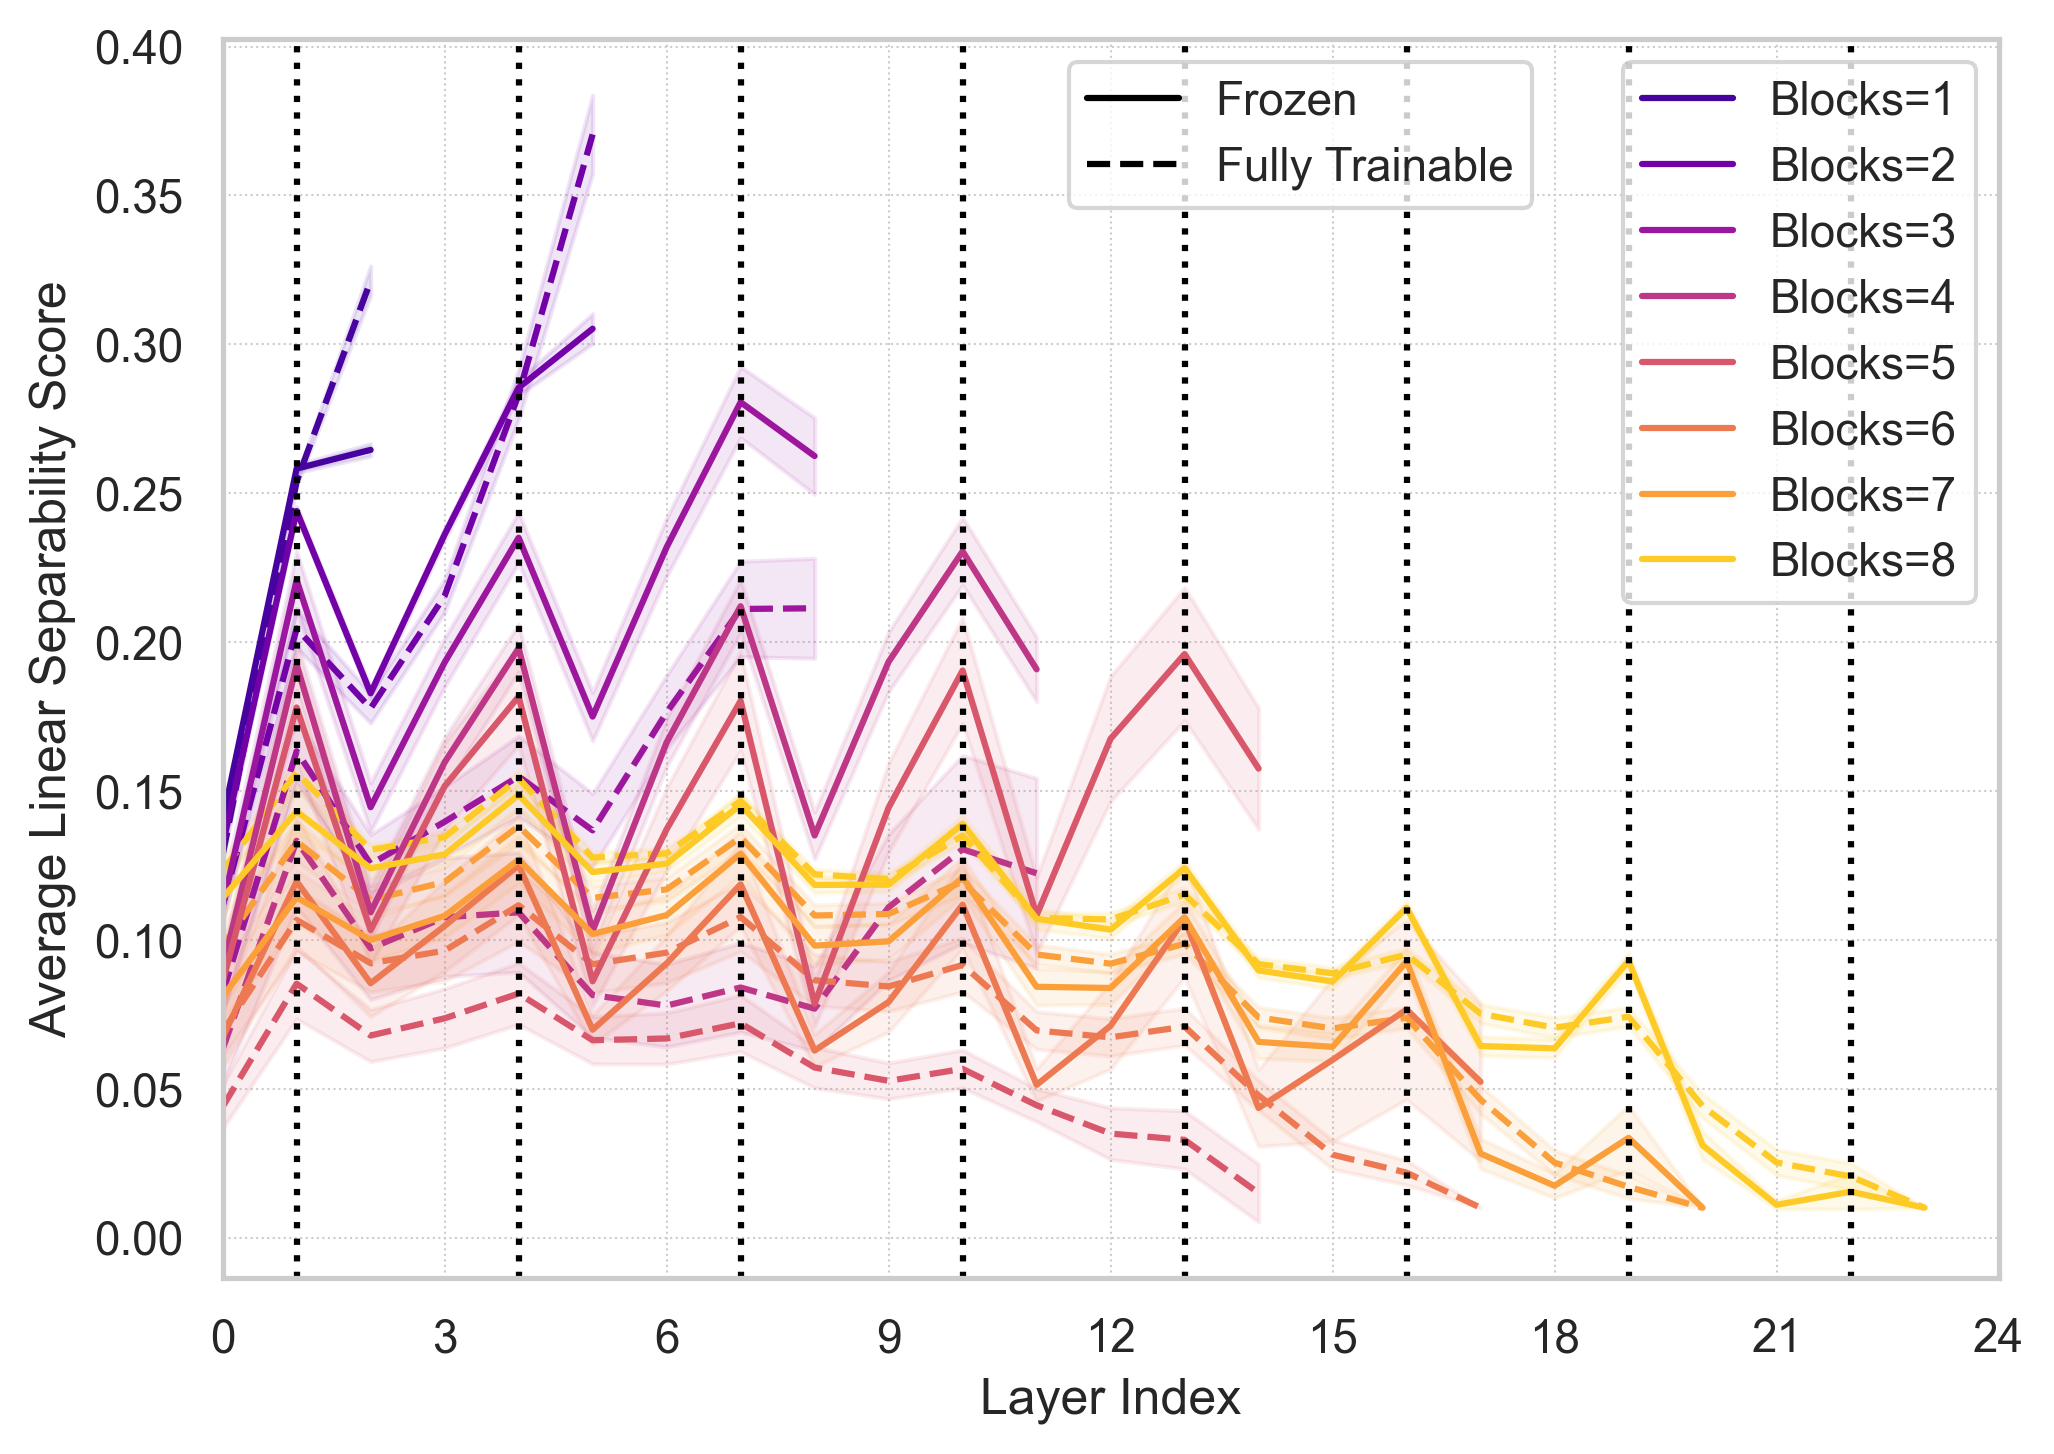 0.40
0.35
0.30
0.25
0.20
0.15
0.10
0.05
0.00
Average Linear Separability Score
Frozen
Fully Trainable
Blocks=1
Blocks=2
Blocks=3
Blocks=4
Blocks=5
Blocks=6
Blocks=7
Blocks=8
0 3 6 9 12 15 18 21 24
Layer Index